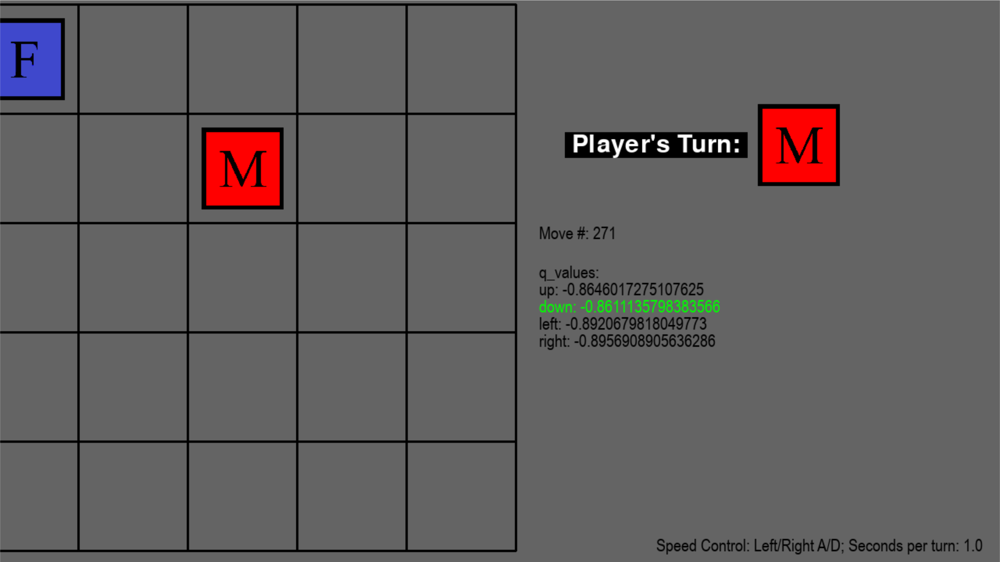 F
M
Player's Turn:
M
Move #: 271
q_values:
up: -0.8646017275107625
down: -0.8611135798383566
left: -0.8920679818049773
right: -0.8956908905636286
Speed Control: Left/Right A/D; Seconds per turn: 1.0